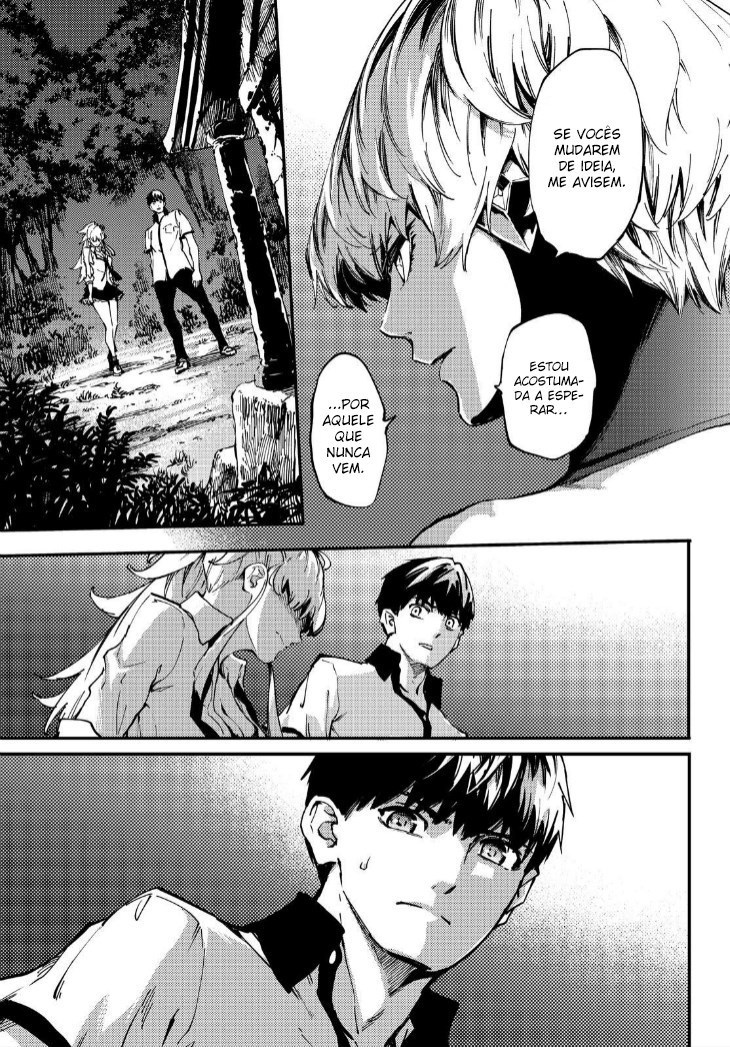 SE VOCÊS
MUDAREM
DE IDEIA,
ME AVISEM.
ESTOU
ACOSTUMA-
DA A ESPE-
RAR...
...POR
AQUELE
QUE
NUNCA
VEM.